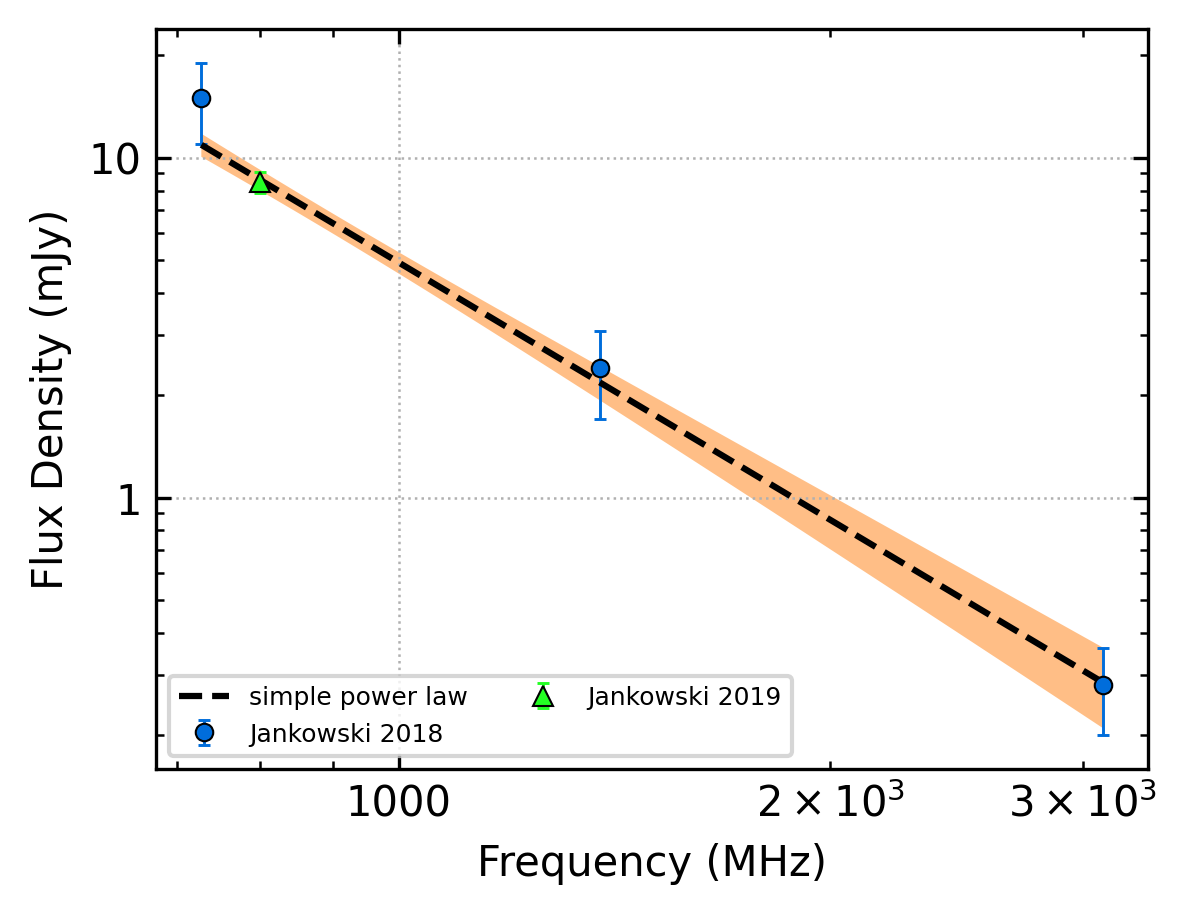 Flux Density (mJy)
10
1
simple power law
Jankowski 2018
Jankowski 2019
1000
2 × 10³
3 × 10³
Frequency (MHz)